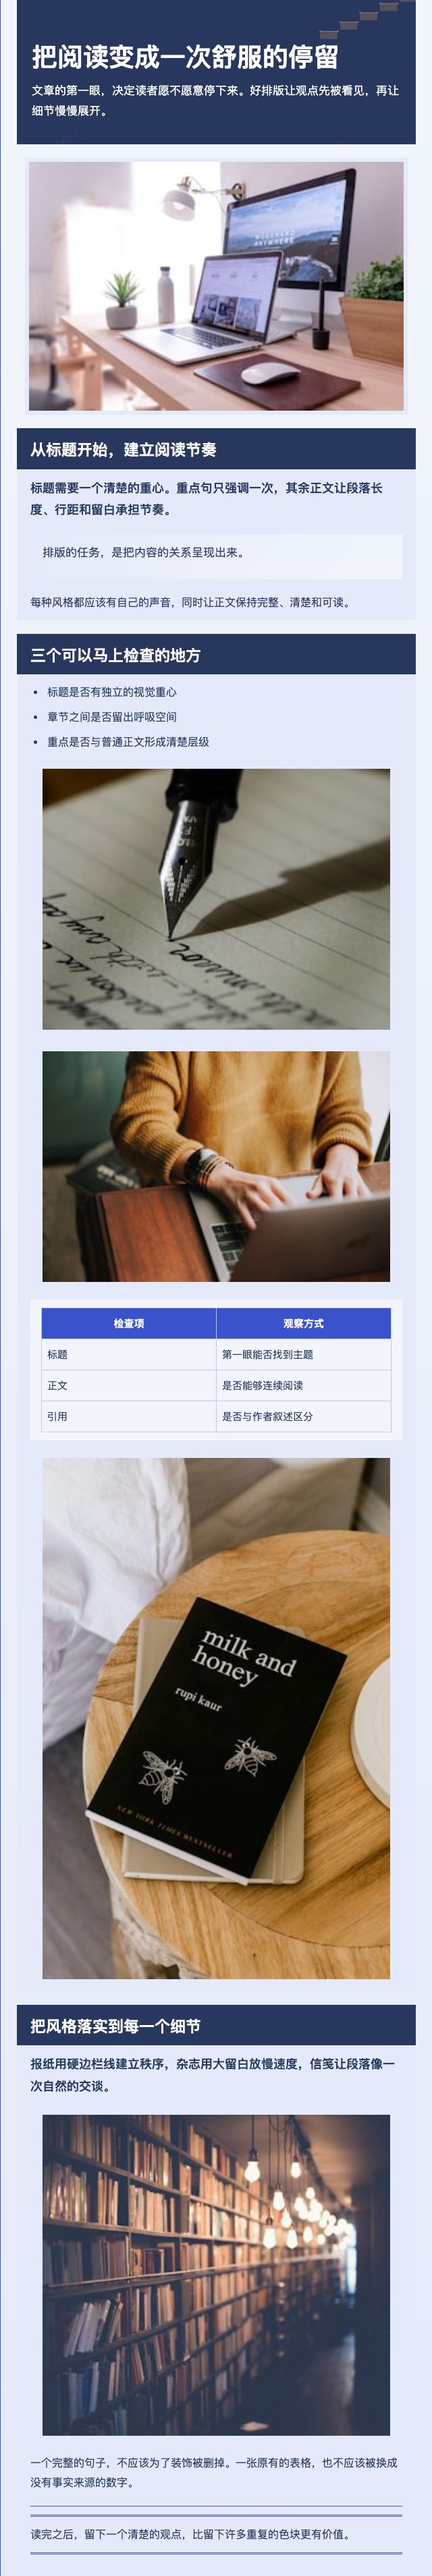 把阅读变成一次舒服的停留
文章的第一眼，决定读者愿不愿意停下来。好排版让观点先被看见，再让
细节慢慢展开。
WORK HARD
ANYWHERE
从标题开始，建立阅读节奏
标题需要一个清楚的重心。重点句只强调一次，其余正文让段落长
度、行距和留白承担节奏。
排版的任务，是把内容的关系呈现出来。
每种风格都应该有自己的声音，同时让正文保持完整、清楚和可读。
三个可以马上检查的地方
• 标题是否有独立的视觉重心
• 章节之间是否留出呼吸空间
• 重点是否与普通正文形成清楚层级
检查项 观察方式
标题 第一眼能否找到主题
正文 是否能够连续阅读
引用 是否与作者叙述区分
milk and
honey
rupi kaur
NEW YORK TIMES BESTSELLER
把风格落实到每一个细节
报纸用硬边栏线建立秩序，杂志用大留白放慢速度，信笺让段落像一
次自然的交谈。
一个完整的句子，不应该为了装饰被删掉。一张原有的表格，也不应该被换成
没有事实来源的数字。
读完之后，留下一个清楚的观点，比留下许多重复的色块更有价值。